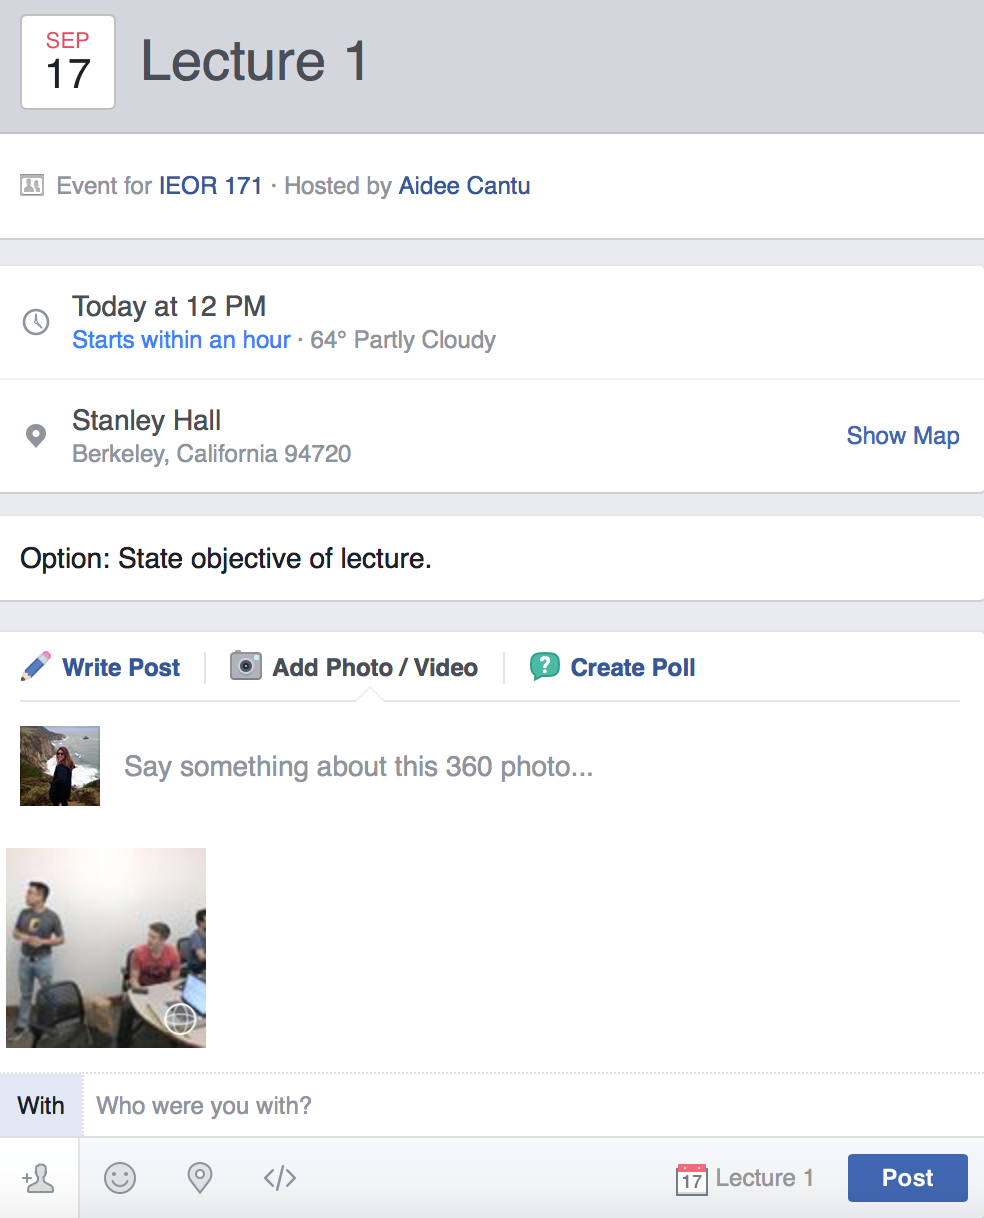 SEP
17
Lecture 1
Event for IEOR 171 · Hosted by Aidee Cantu
Today at 12 PM
Starts within an hour · 64° Partly Cloudy
Stanley Hall
Berkeley, California 94720
Show Map
Option: State objective of lecture.
Write Post
Add Photo / Video
? Create Poll
Say something about this 360 photo...
With
Who were you with?
</>
17 Lecture 1
Post